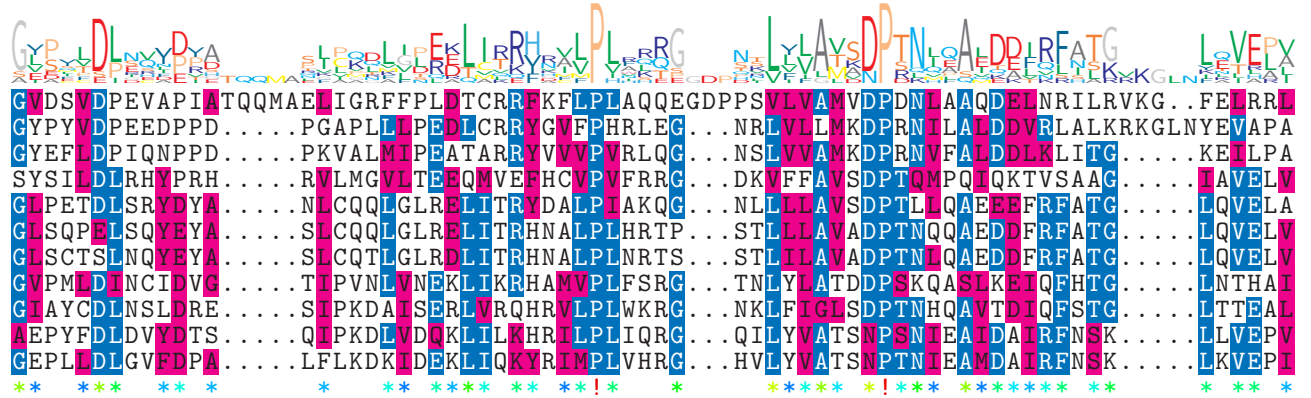 GVDSVDPEVAPIATQQMAELIGRFFPLDTCRRFKFLPLAQQEGDPPSVLVAMVDPDNLAAQDELNRILRVKG..FELRRL
GYPYVDPEEDPPD.....PGAPLLLPEDLCRRYGVFPHRLEG...NRLVLLMKDPRNILALDDVRLALKRKGLNYEVAPA
GYEFLDPIQNPPD.....PKVALMIPEATARRYVVVPVRLQG...NSLVVAMKDPRNVFALDDLKLITG.....KEILPA
SYSILDLRHYPRH.....RVLMGVLTEEQMVEFHCVPVFRRG...DKVFFAVSDPTQMPQIQKTVSAAG.....IAVELV
GLPETDLSRYDYA.....NLCQQLGLRELITRYDALPIAKQG...NLLLLAVSDPTLLQAEEEFRFATG.....LQVELA
GLSQPELSQYEYA.....SLCQQLGLRELITRHNALPLHRTP...STLLLAVADPTNQQAEDDFRFATG.....LQVELV
GLSCTSLNQYEYA.....SLCQTLGLRDLITRHNALPLNRTS...STLILAVADPTNLQAEDDFRFATG.....LQVELV
GVPMLDINCIDVG.....TIPVNLVNEKLIKRHAMVPLFSRG...TNLYLATDDPSKQASLKEIQFHTG.....LNTHAI
GIAYCDLNSLDRE.....SIPKDAISERLVRQHRVLPLWKRG...NKLFIGLSDPTNHQAVTDIQFSTG.....LTTEAL
AEPYFDLDVYDTS.....QIPKDLVDQKLILKHRILPLIQRG...QILYVATSNPSNIEAIDAIRFNSK.....LLVEPV
GEPLLDLGVFDPA.....LFLKDKIDEKLIQKYRIMPLVHRG...HVLYVATSNPTNIEAMDAIRFNSK.....LKVEPI
**  ***  ** *      *   **  **** **  **!*   *     *****  *!***  ******* **     * **  *